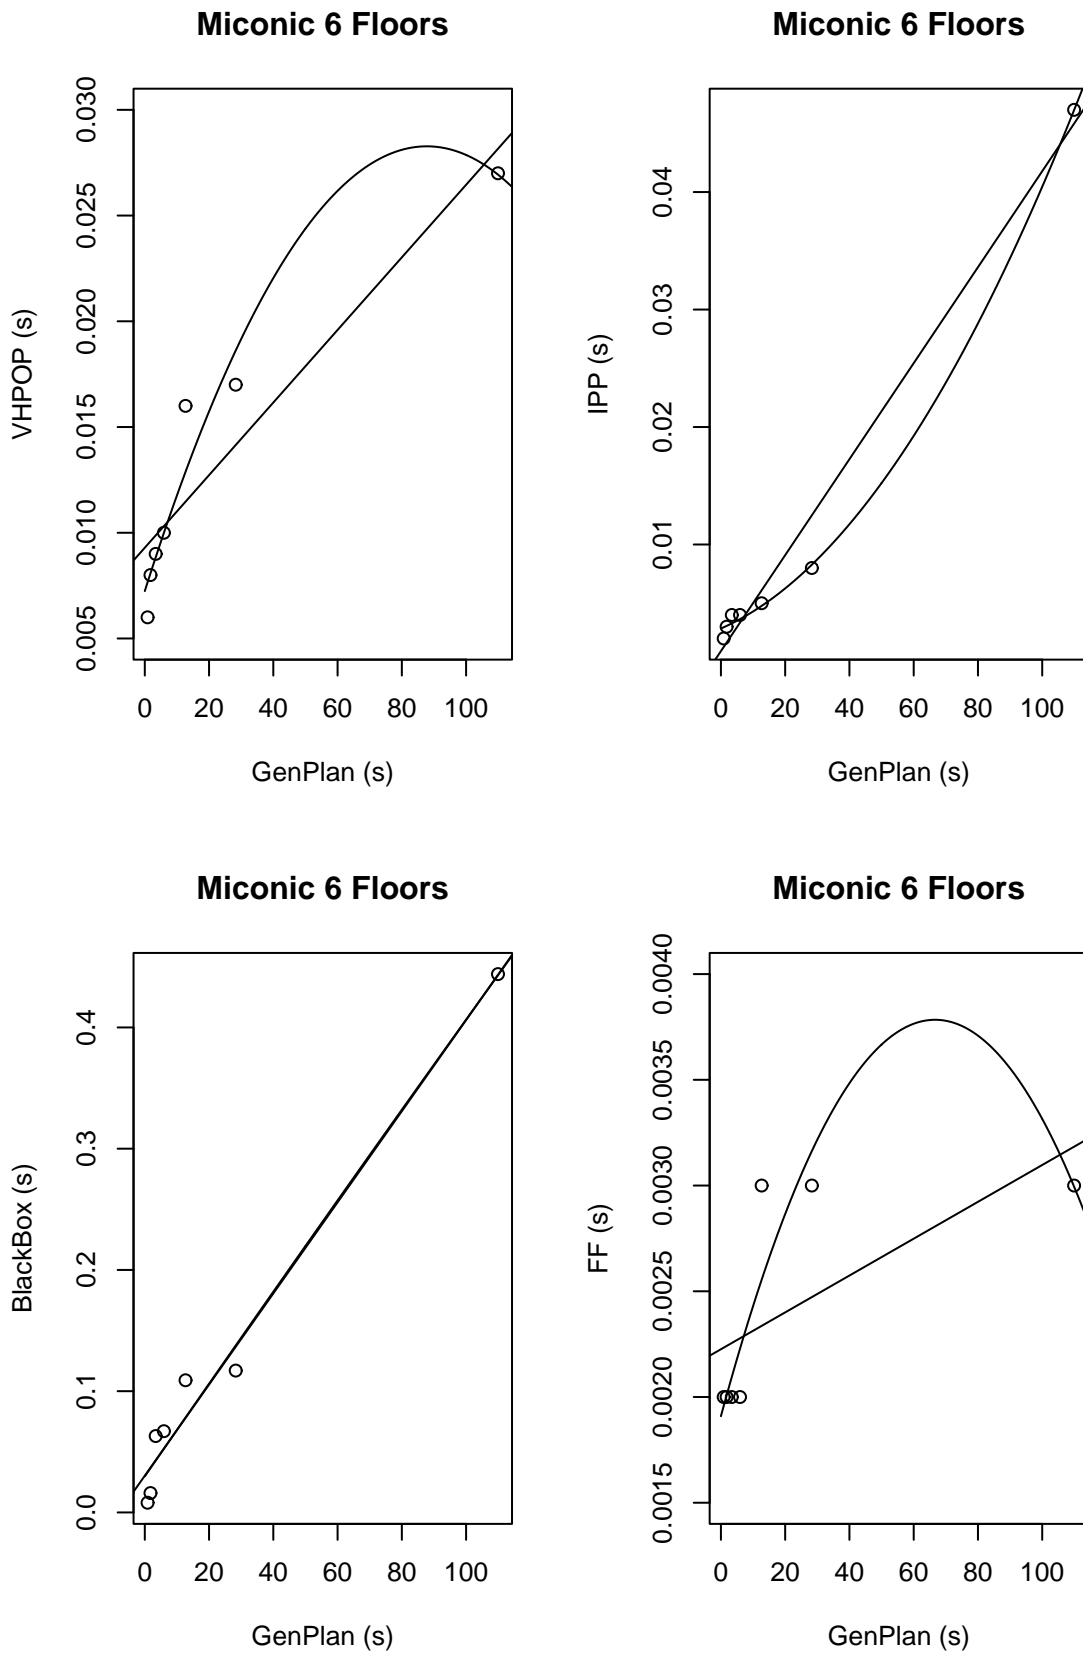 Miconic 6 Floors
VHPOP (s)
0.030
0.025
0.020
0.015
0.010
0.005
0 20 40 60 80 100
GenPlan (s)
Miconic 6 Floors
IPP (s)
0.04
0.03
0.02
0.01
0 20 40 60 80 100
GenPlan (s)
Miconic 6 Floors
BlackBox (s)
0.4
0.3
0.2
0.1
0.0
0 20 40 60 80 100
GenPlan (s)
Miconic 6 Floors
FF (s)
0.0040
0.0035
0.0030
0.0025
0.0020
0.0015
0 20 40 60 80 100
GenPlan (s)